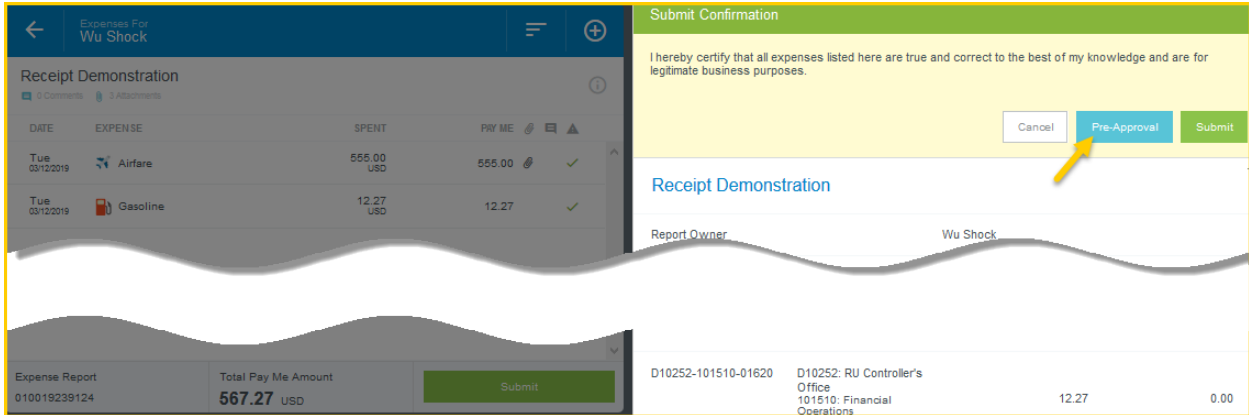 Expenses For
Wu Shock
Receipt Demonstration
0 Comments 3 Attachments
DATE EXPENSE SPENT PAY ME
Tue Airfare 555.00 555.00
03/12/2019 USD
Tue Gasoline 12.27 12.27
03/12/2019 USD
Expense Report Total Pay Me Amount Submit
010019239124 567.27 USD
Submit Confirmation
I hereby certify that all expenses listed here are true and correct to the best of my knowledge and are for
legitimate business purposes.
Cancel Pre-Approval Submit
Receipt Demonstration
Report Owner Wu Shock
D10252-101510-01620 D10252: RU Controller's
Office
101510: Financial 12.27 0.00
Operations